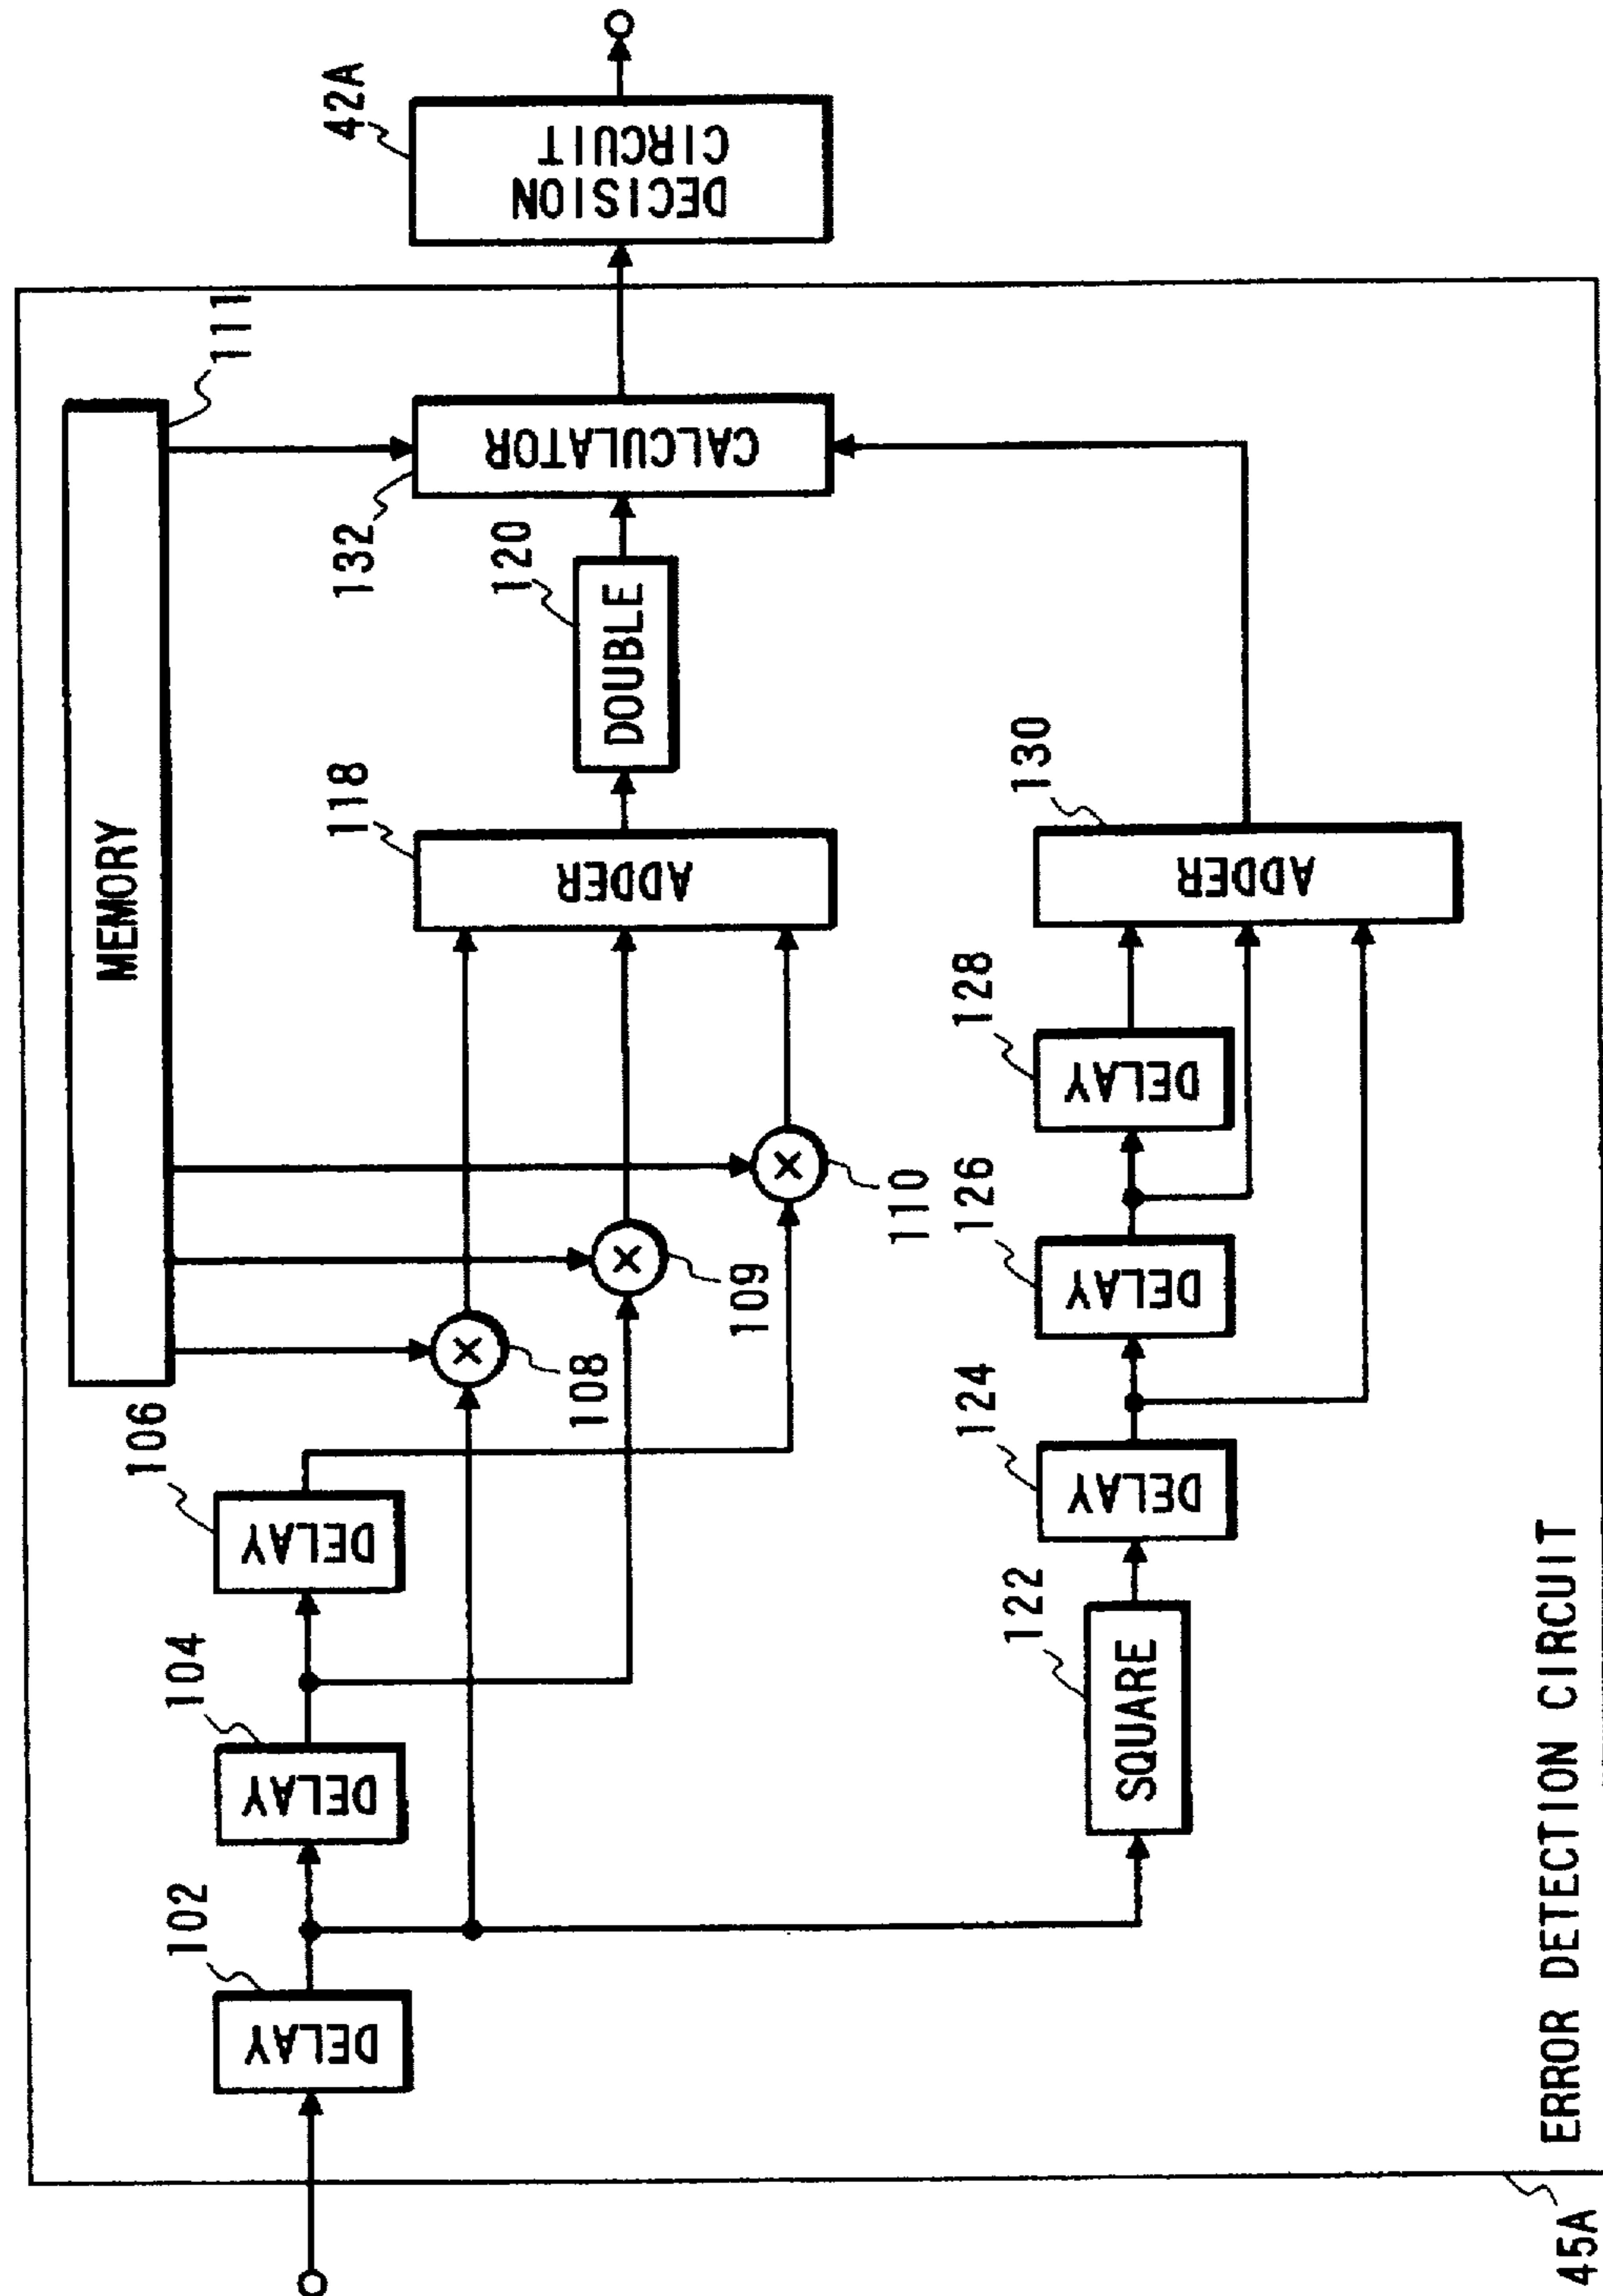 MEMORY
111
106
DELAY
104
DELAY
102
DELAY
108
109
110
118
ADDER
120
DOUBLE
132
CALCULATOR
42A
DECISION
CIRCUIT
122
SQUARE
124
DELAY
126
DELAY
128
DELAY
130
ADDER
ERROR DETECTION CIRCUIT
45A